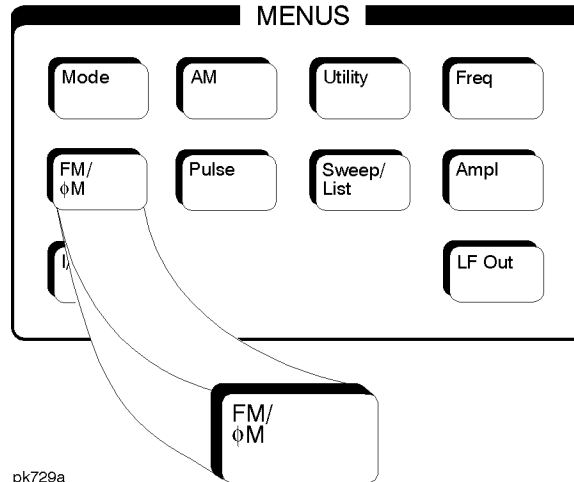 MENUS
Mode
AM
Utility
Freq
FM/
ϕM
Pulse
Sweep/
List
Ampl
LF Out
FM/
ϕM
pk729a